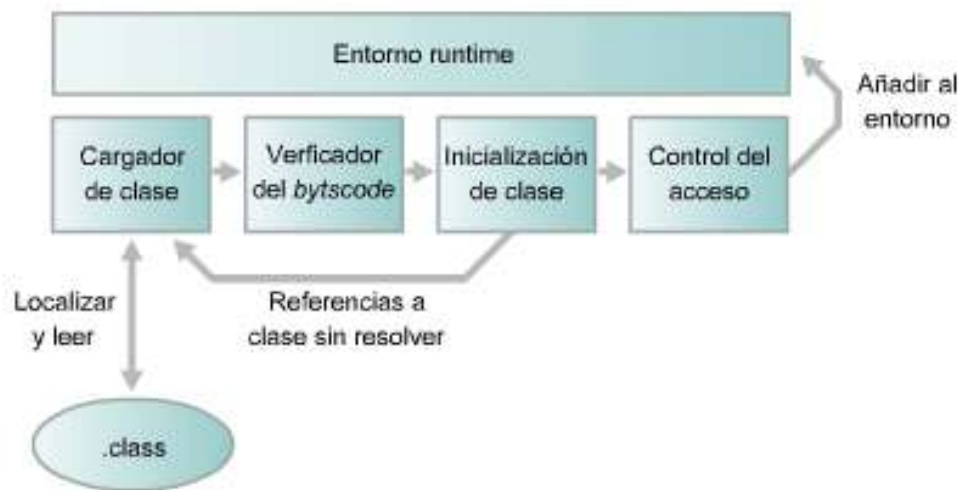 Entorno runtime
Añadir al
entorno
Cargador
de clase
Verficador
del bytscode
Inicialización
de clase
Control del
acceso
Localizar
y leer
Referencias a
clase sin resolver
.class